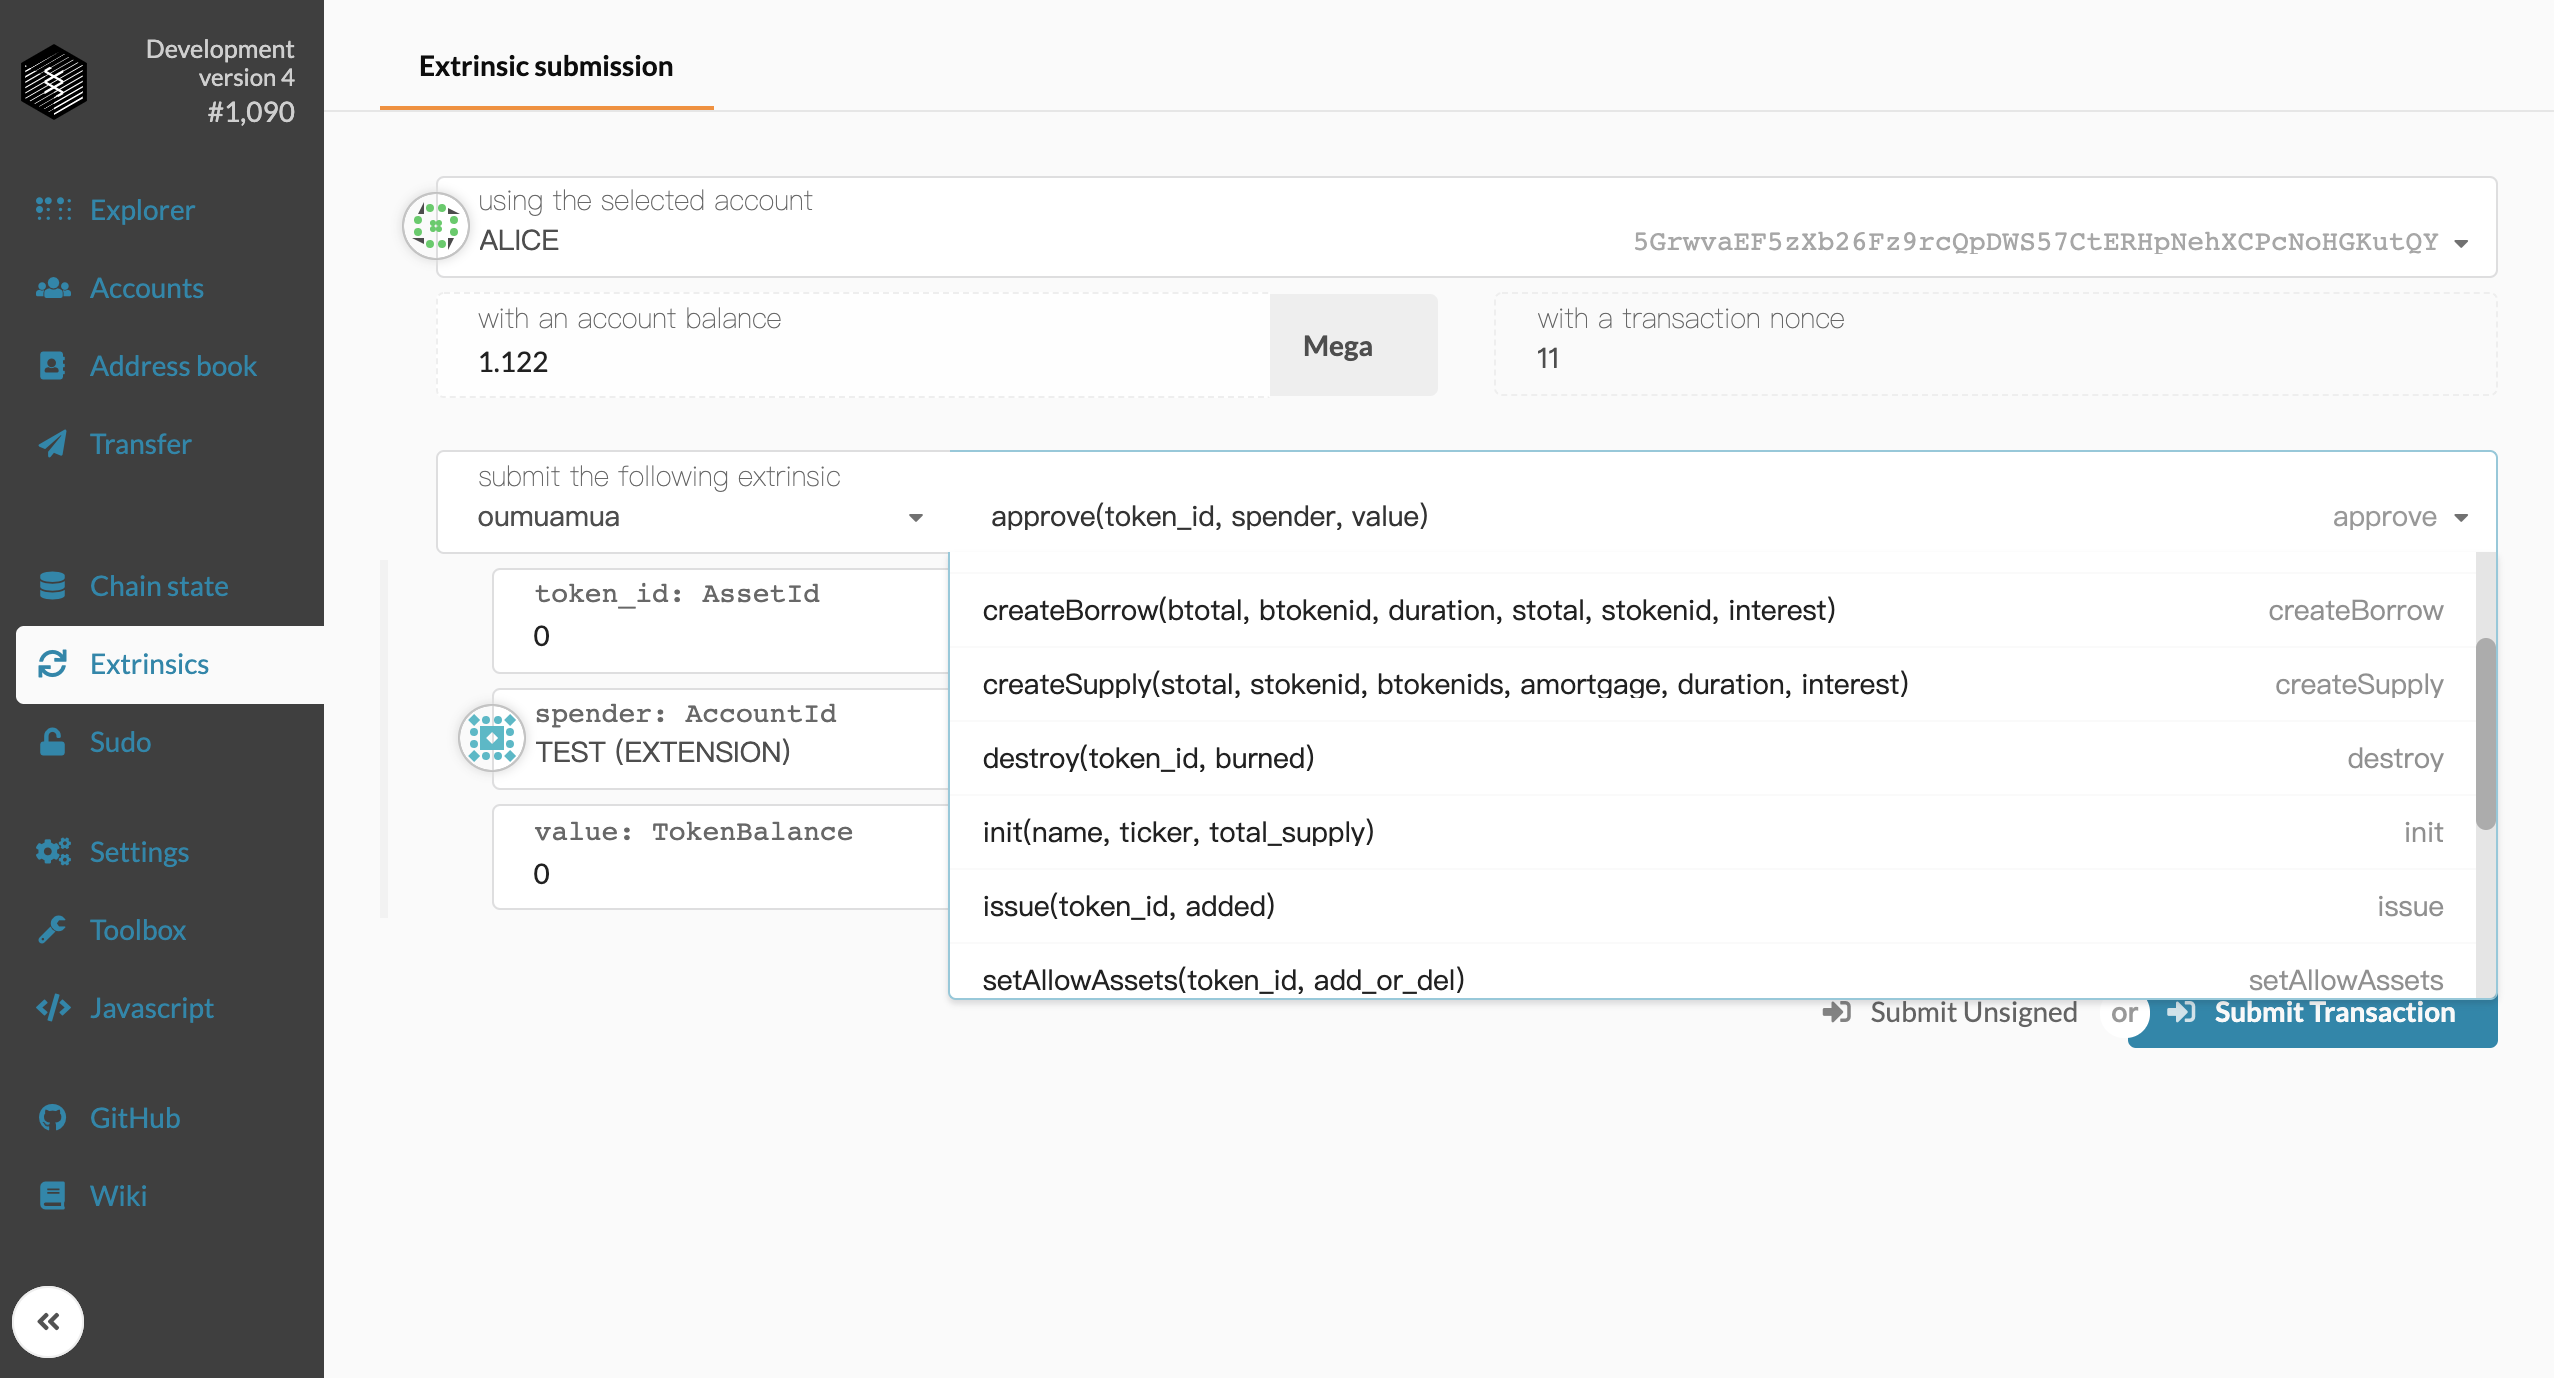 Development
version 4
#1,090
Explorer
Accounts
Address book
Transfer
Chain state
Extrinsics
Sudo
Settings
Toolbox
Javascript
GitHub
Wiki
Extrinsic submission
using the selected account
ALICE
5GrwvaEF5zXb26Fz9rcQpDWS57CtERHpNehXCPcNoHGKutQY
with an account balance
1.122
Mega
with a transaction nonce
11
submit the following extrinsic
oumuamua
approve(token_id, spender, value)
approve
token_id: AssetId
0
spender: AccountId
TEST (EXTENSION)
value: TokenBalance
0
createBorrow(btotal, btokenid, duration, stotal, stokenid, interest)
createBorrow
createSupply(stotal, stokenid, btokenids, amortgage, duration, interest)
createSupply
destroy(token_id, burned)
destroy
init(name, ticker, total_supply)
init
issue(token_id, added)
issue
setAllowAssets(token_id, add_or_del)
setAllowAssets
Submit Unsigned
or
Submit Transaction